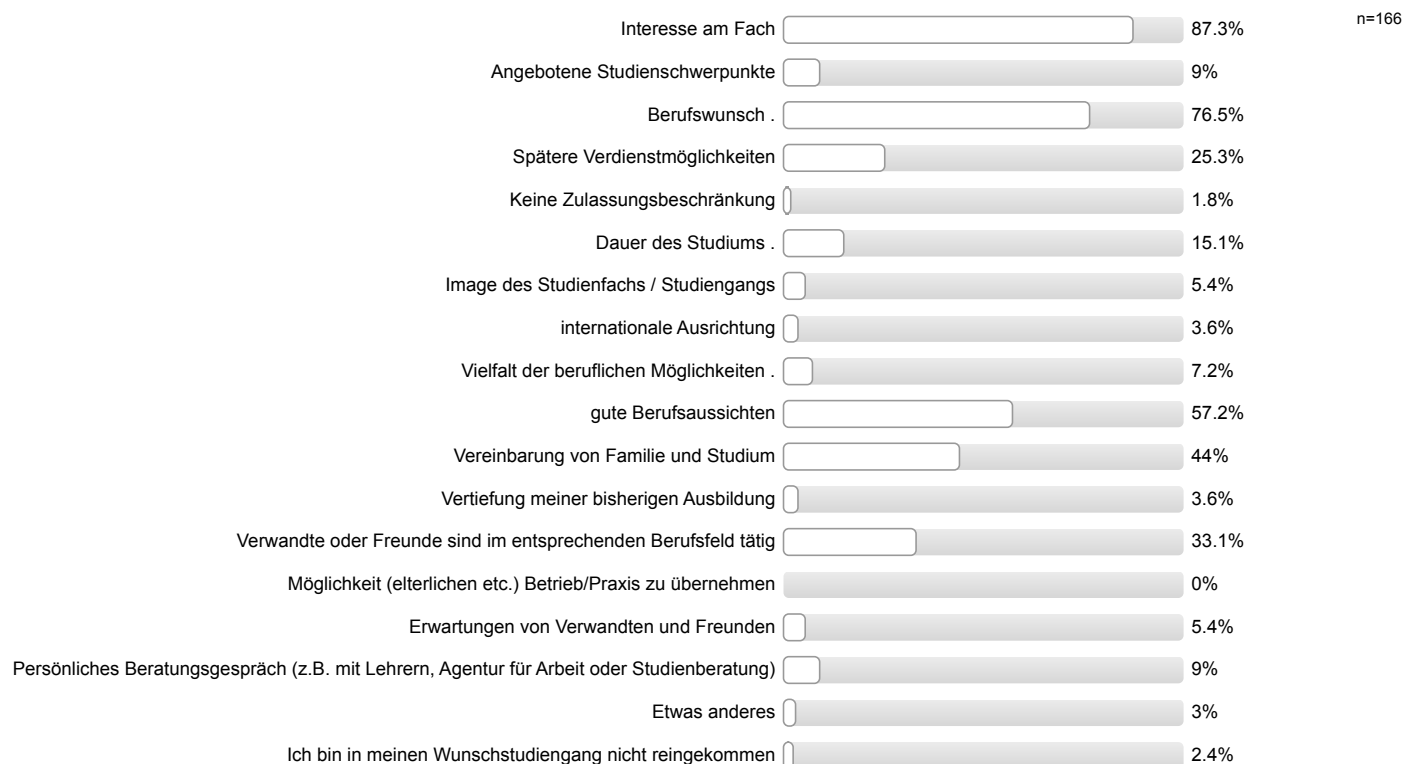 n=166
Interesse am Fach 87.3%
Angebotene Studienschwerpunkte 9%
Berufswunsch . 76.5%
Spätere Verdienstmöglichkeiten 25.3%
Keine Zulassungsbeschränkung 1.8%
Dauer des Studiums . 15.1%
Image des Studienfachs / Studiengangs 5.4%
internationale Ausrichtung 3.6%
Vielfalt der beruflichen Möglichkeiten . 7.2%
gute Berufsaussichten 57.2%
Vereinbarung von Familie und Studium 44%
Vertiefung meiner bisherigen Ausbildung 3.6%
Verwandte oder Freunde sind im entsprechenden Berufsfeld tätig 33.1%
Möglichkeit (elterlichen etc.) Betrieb/Praxis zu übernehmen 0%
Erwartungen von Verwandten und Freunden 5.4%
Persönliches Beratungsgespräch (z.B. mit Lehrern, Agentur für Arbeit oder Studienberatung) 9%
Etwas anderes 3%
Ich bin in meinen Wunschstudiengang nicht reingekommen 2.4%